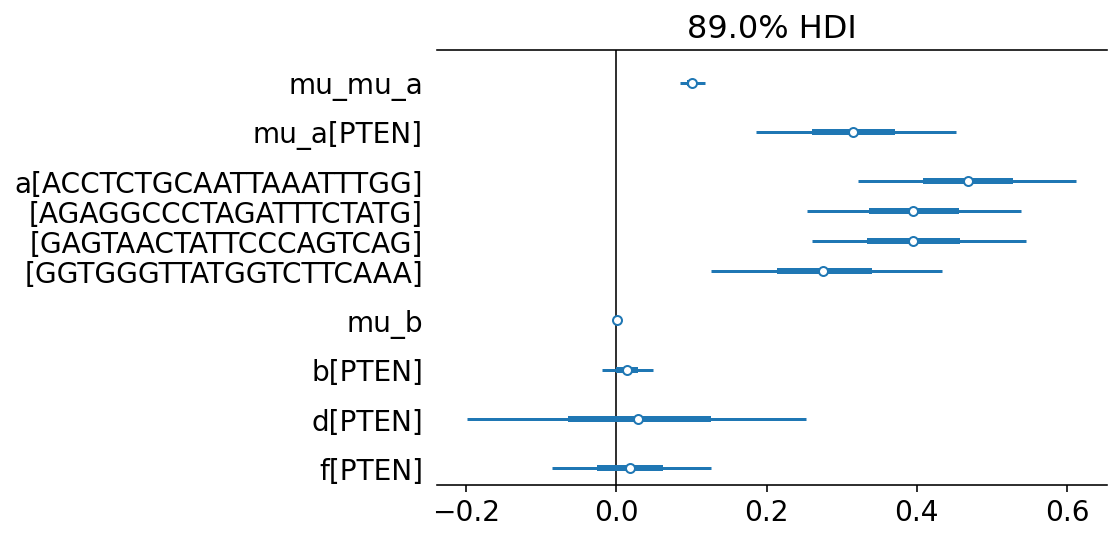 89.0% HDI
mu_mu_a
mu_a[PTEN]
a[ACCTCTGCAATTAAATTTGG]
[AGAGGCCCTAGATTTCTATG]
[GAGTAACTATTCCCAGTCAG]
[GGTGGGTTATGGTCTTCAAA]
mu_b
b[PTEN]
d[PTEN]
f[PTEN]
−0.2 0.0 0.2 0.4 0.6